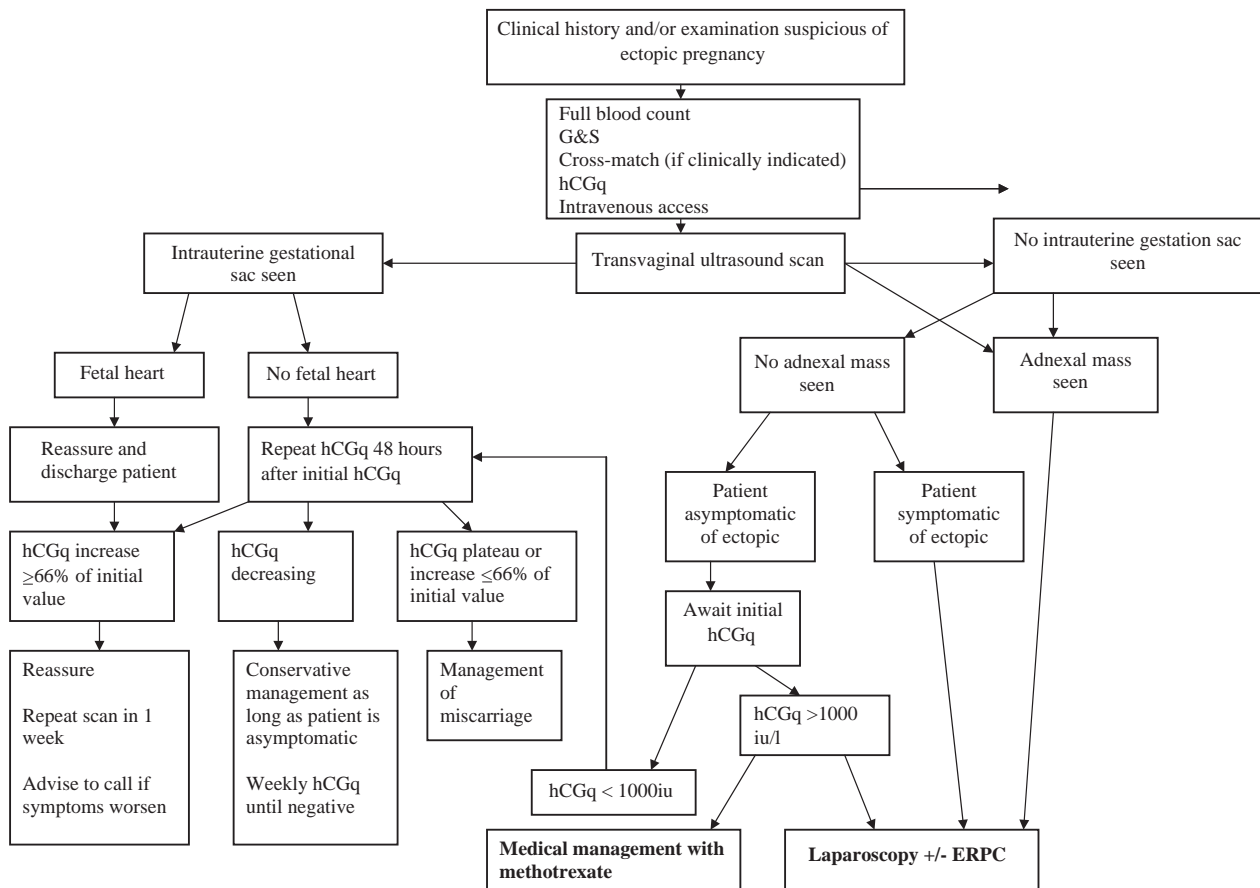 Clinical history and/or examination suspicious of
ectopic pregnancy
Full blood count
G&S
Cross-match (if clinically indicated)
hCGq
Intravenous access
Intrauterine gestational
sac seen
Transvaginal ultrasound scan
No intrauterine gestation sac
seen
Fetal heart
No fetal heart
No adnexal mass
seen
Adnexal mass
seen
Reassure and
discharge patient
Repeat hCGq 48 hours
after initial hCGq
Patient
asymptomatic
of ectopic
Patient
symptomatic
of ectopic
hCGq increase
≥66% of initial
value
hCGq
decreasing
hCGq plateau or
increase ≤66% of
initial value
Await initial
hCGq
Reassure
Repeat scan in 1
week
Advise to call if
symptoms worsen
Conservative
management as
long as patient is
asymptomatic
Weekly hCGq
until negative
Management
of
miscarriage
hCGq >1000
iu/l
hCGq < 1000iu
Medical management with
methotrexate
Laparoscopy +/- ERPC